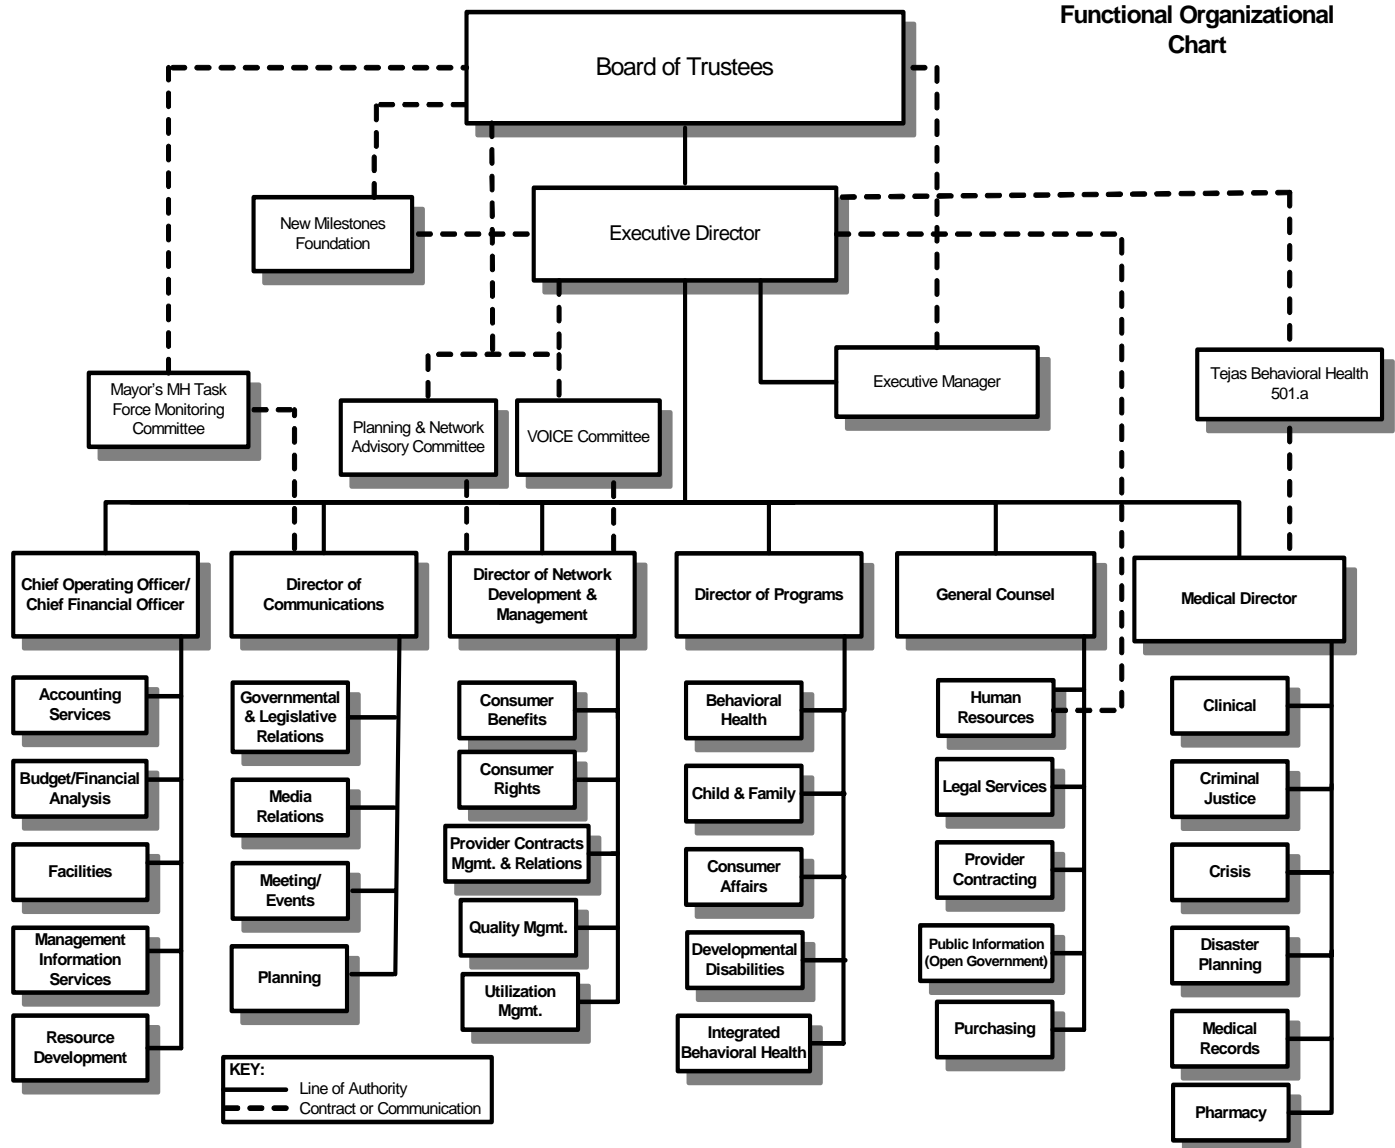 Functional Organizational
Chart
Board of Trustees
New Milestones
Foundation
Executive Director
Executive Manager
Tejas Behavioral Health
501.a
Mayor's MH Task
Force Monitoring
Committee
Planning & Network
Advisory Committee
VOICE Committee
Chief Operating Officer/
Chief Financial Officer
Director of
Communications
Director of Network
Development &
Management
Director of Programs
General Counsel
Medical Director
Accounting
Services
Budget/Financial
Analysis
Facilities
Management
Information
Services
Resource
Development
Governmental
& Legislative
Relations
Media
Relations
Meeting/
Events
Planning
Consumer
Benefits
Consumer
Rights
Provider Contracts
Mgmt. & Relations
Quality Mgmt.
Utilization
Mgmt.
Behavioral
Health
Child & Family
Consumer
Affairs
Developmental
Disabilities
Integrated
Behavioral Health
Human
Resources
Legal Services
Provider
Contracting
Public Information
(Open Government)
Purchasing
Clinical
Criminal
Justice
Crisis
Disaster
Planning
Medical
Records
Pharmacy
KEY:
Line of Authority
Contract or Communication